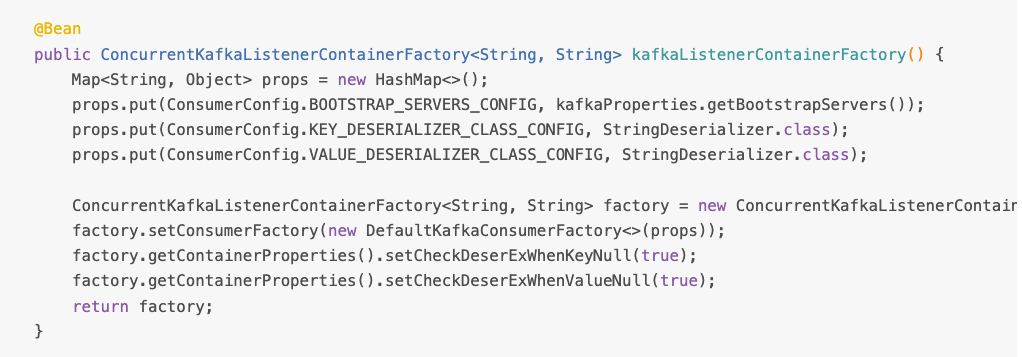 @Bean
public ConcurrentKafkaListenerContainerFactory<String, String> kafkaListenerContainerFactory() {
    Map<String, Object> props = new HashMap<>();
    props.put(ConsumerConfig.BOOTSTRAP_SERVERS_CONFIG, kafkaProperties.getBootstrapServers());
    props.put(ConsumerConfig.KEY_DESERIALIZER_CLASS_CONFIG, StringDeserializer.class);
    props.put(ConsumerConfig.VALUE_DESERIALIZER_CLASS_CONFIG, StringDeserializer.class);

    ConcurrentKafkaListenerContainerFactory<String, String> factory = new ConcurrentKafkaListenerContain
    factory.setConsumerFactory(new DefaultKafkaConsumerFactory<>(props));
    factory.getContainerProperties().setCheckDeserExWhenKeyNull(true);
    factory.getContainerProperties().setCheckDeserExWhenValueNull(true);
    return factory;
}